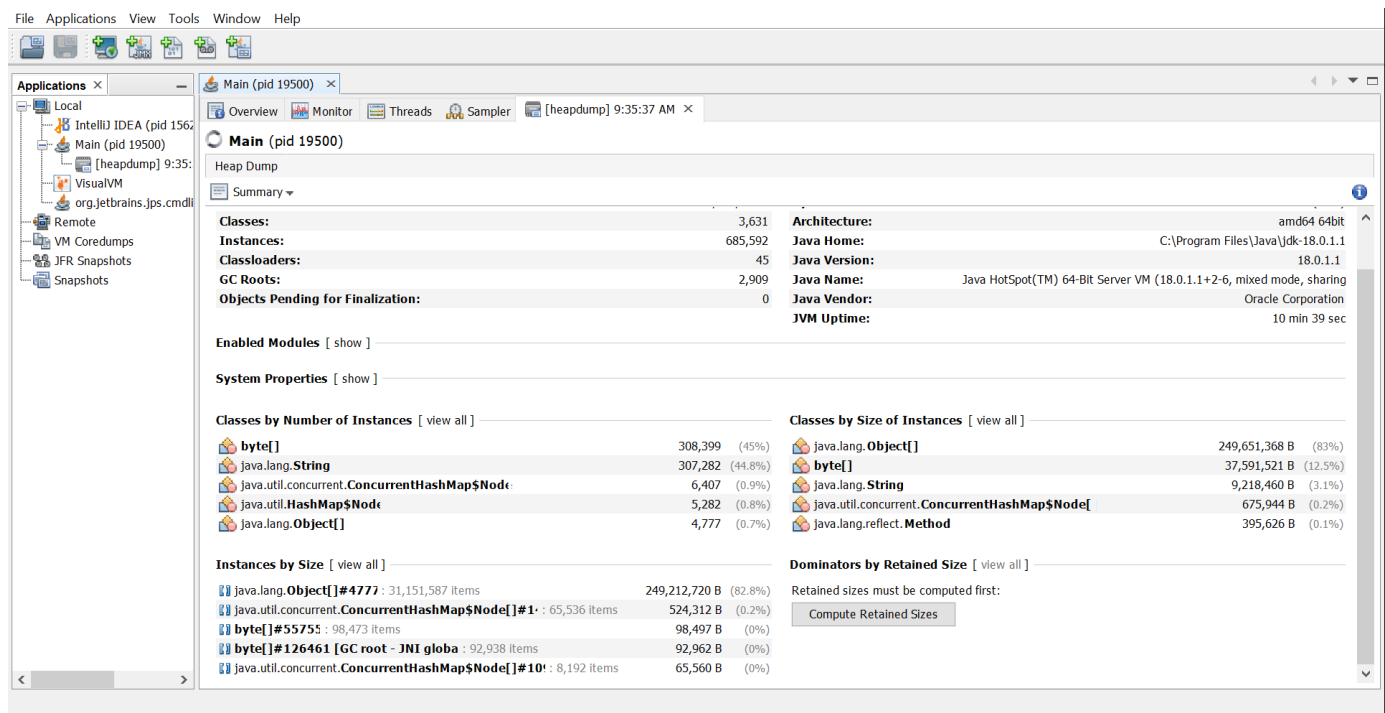 File Applications View Tools Window Help
Applications
Local
IntelliJ IDEA (pid 1562
Main (pid 19500)
[heapdump] 9:35:
VisualVM
org.jetbrains.jps.cmdli
Remote
VM Coredumps
JFR Snapshots
Snapshots
Main (pid 19500)
Overview Monitor Threads Sampler [heapdump] 9:35:37 AM
Main (pid 19500)
Heap Dump
Summary
Classes: 3,631
Instances: 685,592
Classloaders: 45
GC Roots: 2,909
Objects Pending for Finalization: 0
Architecture: amd64 64bit
Java Home: C:\Program Files\Java\jdk-18.0.1.1
Java Version: 18.0.1.1
Java Name: Java HotSpot(TM) 64-Bit Server VM (18.0.1.1+2-6, mixed mode, sharing
Java Vendor: Oracle Corporation
JVM Uptime: 10 min 39 sec
Enabled Modules [ show ]
System Properties [ show ]
Classes by Number of Instances [ view all ]
byte[] 308,399 (45%)
java.lang.String 307,282 (44.8%)
java.util.concurrent.ConcurrentHashMap$Node 6,407 (0.9%)
java.util.HashMap$Node 5,282 (0.8%)
java.lang.Object[] 4,777 (0.7%)
Classes by Size of Instances [ view all ]
java.lang.Object[] 249,651,368 B (83%)
byte[] 37,591,521 B (12.5%)
java.lang.String 9,218,460 B (3.1%)
java.util.concurrent.ConcurrentHashMap$Node[ 675,944 B (0.2%)
java.lang.reflect.Method 395,626 B (0.1%)
Instances by Size [ view all ]
java.lang.Object[]#4777 : 31,151,587 items 249,212,720 B (82.8%)
java.util.concurrent.ConcurrentHashMap$Node[]#1 : 65,536 items 524,312 B (0.2%)
byte[]#55755 : 98,473 items 98,497 B (0%)
byte[]#126461 [GC root - JNI globa : 92,938 items 92,962 B (0%)
java.util.concurrent.ConcurrentHashMap$Node[]#10 : 8,192 items 65,560 B (0%)
Dominators by Retained Size [ view all ]
Retained sizes must be computed first:
Compute Retained Sizes